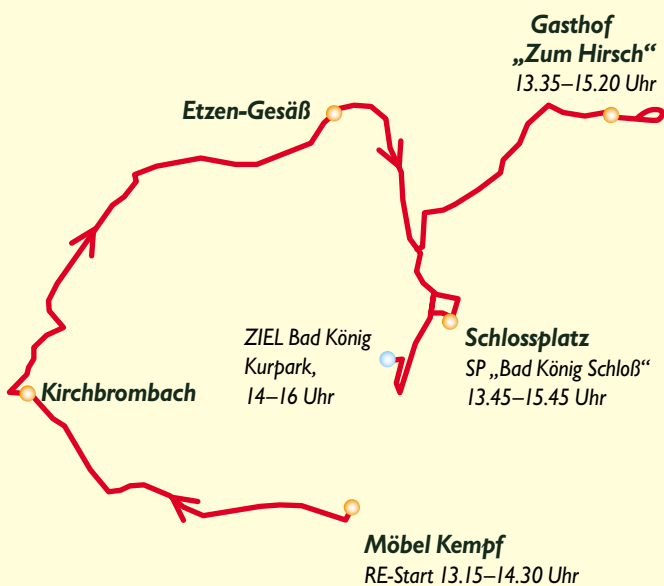 Gasthof
„Zum Hirsch“
13.35–15.20 Uhr
Etzen-Gesäß
ZIEL Bad König
Kurpark,
14–16 Uhr
Schlossplatz
SP „Bad König Schloß“
13.45–15.45 Uhr
Kirchbrombach
Möbel Kempf
RE-Start 13.15–14.30 Uhr